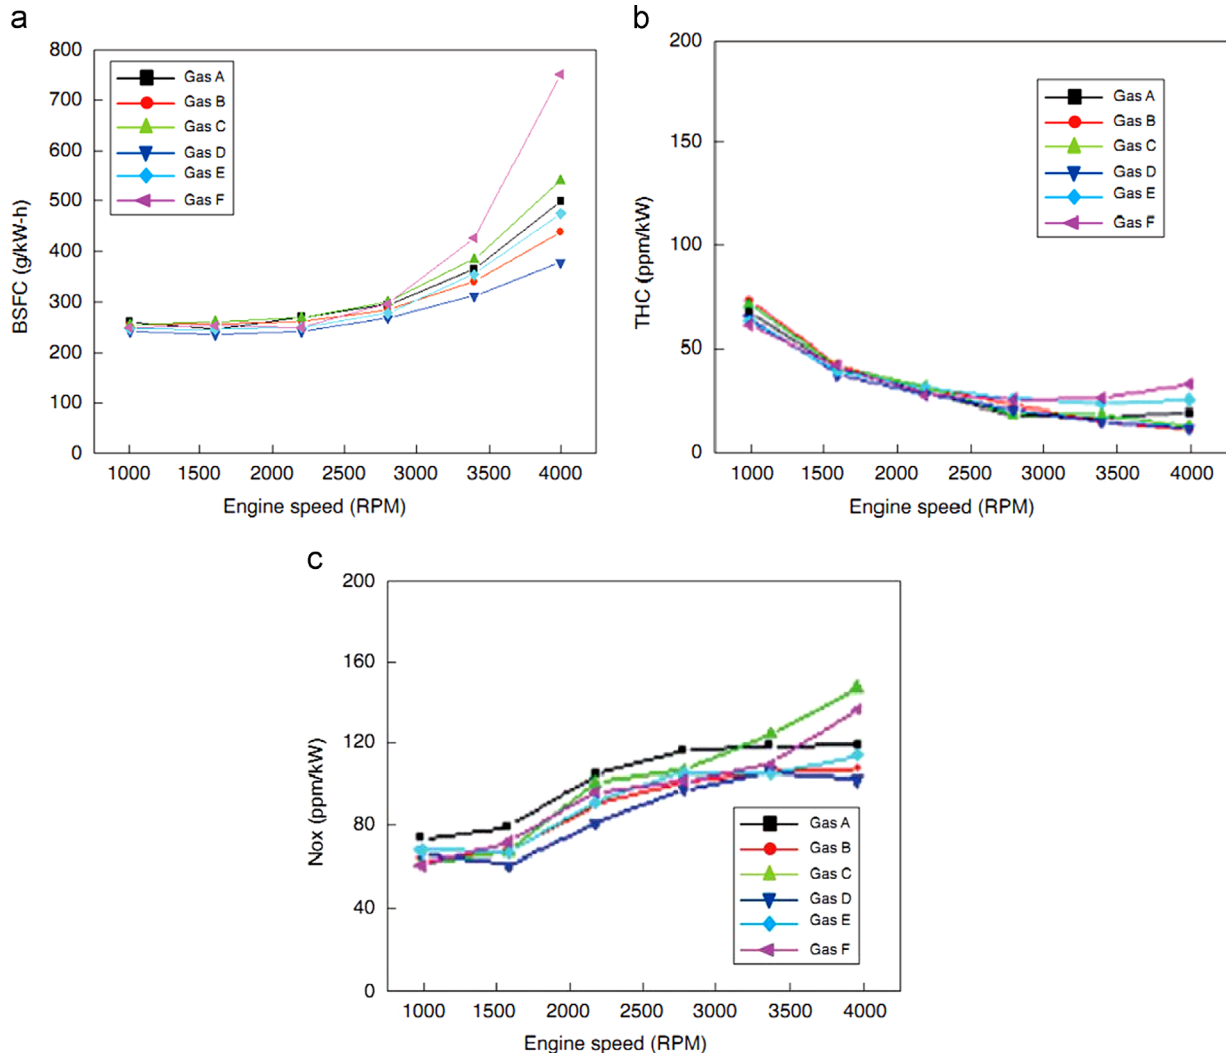 a
800
700
600
500
400
300
200
100
0
BSFC (g/kW-h)
Gas A
Gas B
Gas C
Gas D
Gas E
Gas F
1000 1500 2000 2500 3000 3500 4000
Engine speed (RPM)
b
200
150
100
50
0
THC (ppm/kW)
Gas A
Gas B
Gas C
Gas D
Gas E
Gas F
1000 1500 2000 2500 3000 3500 4000
Engine speed (RPM)
c
200
160
120
80
40
0
Nox (ppm/kW)
Gas A
Gas B
Gas C
Gas D
Gas E
Gas F
1000 1500 2000 2500 3000 3500 4000
Engine speed (RPM)